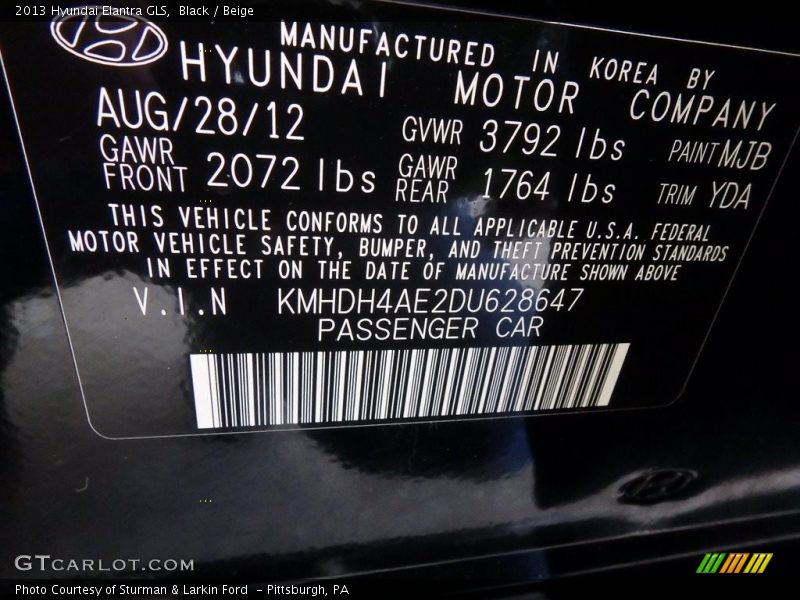 2013 Hyundai Elantra GLS, Black / Beige
MANUFACTURED IN KOREA BY
HYUNDAI MOTOR COMPANY
AUG/28/12 GVWR 3792 lbs PAINT MJB
GAWR FRONT 2072 lbs GAWR REAR 1764 lbs TRIM YDA
THIS VEHICLE CONFORMS TO ALL APPLICABLE U.S.A. FEDERAL
MOTOR VEHICLE SAFETY, BUMPER, AND THEFT PREVENTION STANDARDS
IN EFFECT ON THE DATE OF MANUFACTURE SHOWN ABOVE
V.I.N KMHDH4AE2DU628647
PASSENGER CAR
GTCARLOT.COM
Photo Courtesy of Sturman & Larkin Ford - Pittsburgh, PA